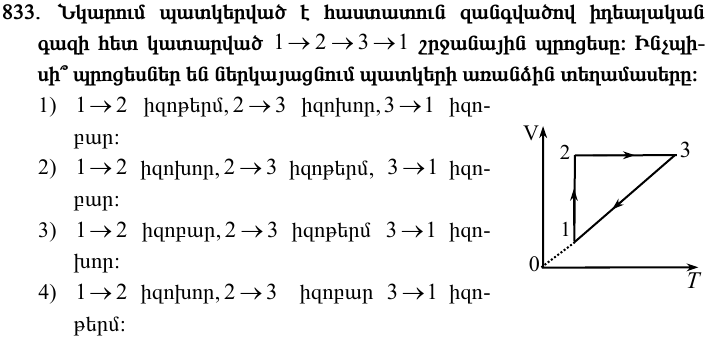 833. Նկարում պատկերված է հաստատուն զանգվածով իդեալական
գազի հետ կատարված 1→2→3→1 շրջանային պրոցեսը: Ինչպի-
սի՞ պրոցեսներ են ներկայացնում պատկերի առանձին տեղամասերը:
1) 1→2 իզոթերմ, 2→3 իզոխոր, 3→1 իզո-
բար:
2) 1→2 իզոխոր, 2→3 իզոթերմ, 3→1 իզո-
բար:
3) 1→2 իզոբար, 2→3 իզոթերմ 3→1 իզո-
խոր:
4) 1→2 իզոխոր, 2→3 իզոբար 3→1 իզո-
թերմ:
V
2
3
1
0
T